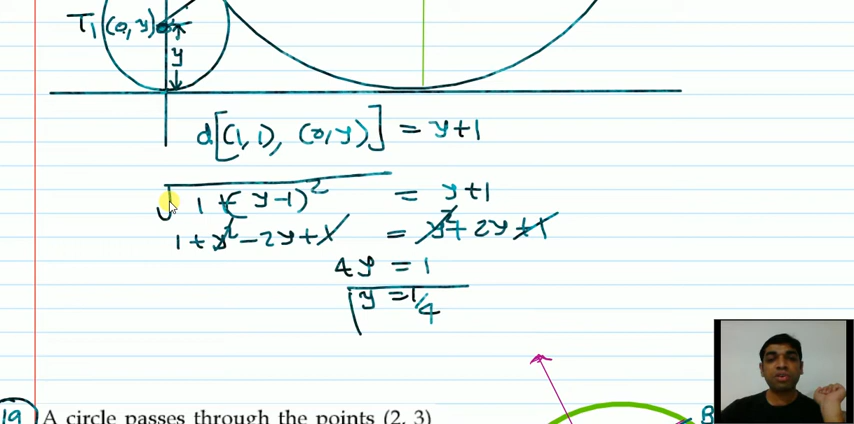 T₁(0, y)
y
d[(1, 1), (0, y)] = y+1
√1+(y-1)² = y+1
1+y²-2y+1 = y²+2y+1
4y = 1
y = 1/4
19 A circle passes through the points (2, 3)
B